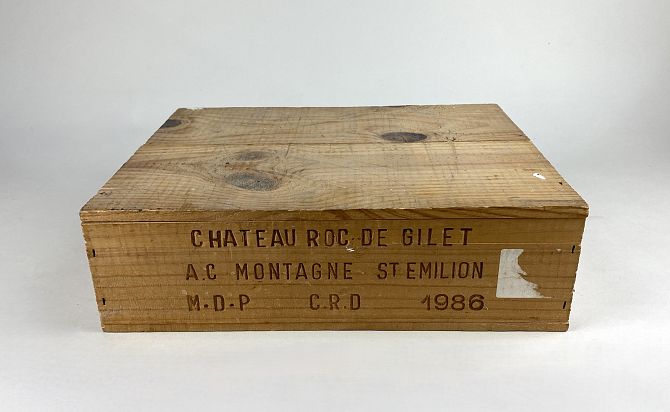 CHATEAU ROC DE GILET
A.C MONTAGNE ST EMILION
M.D.P C.R.D 1986